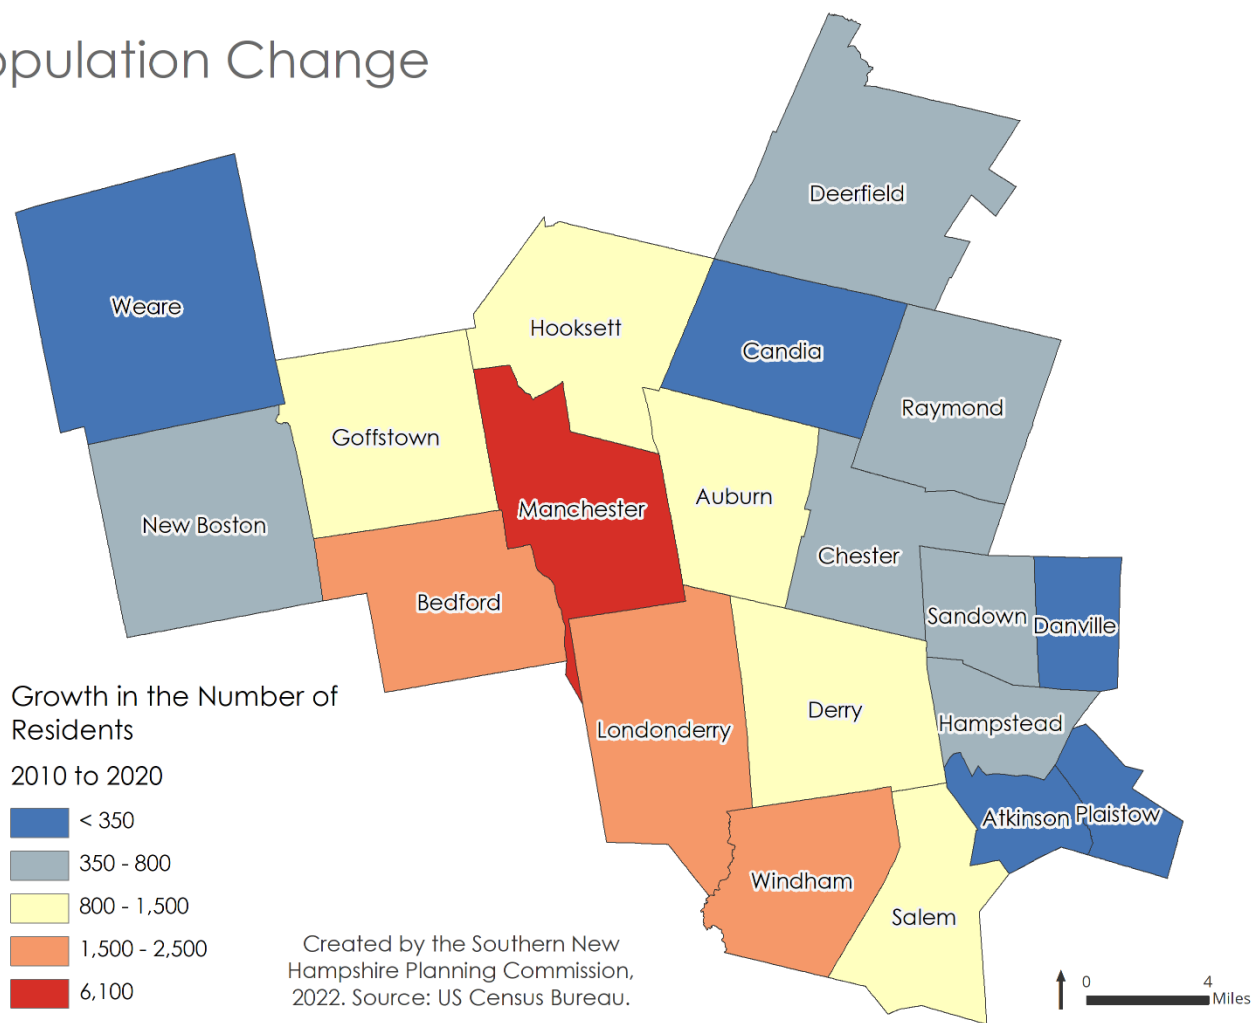 opulation Change
Deerfield
Weare
Hooksett
Candia
Raymond
Goffstown
Auburn
Manchester
New Boston
Chester
Bedford
Sandown
Danville
Derry
Hampstead
Londonderry
Atkinson
Plaistow
Windham
Salem
Growth in the Number of
Residents
2010 to 2020
< 350
350 - 800
800 - 1,500
1,500 - 2,500
6,100
Created by the Southern New
Hampshire Planning Commission,
2022. Source: US Census Bureau.
0 4
Miles